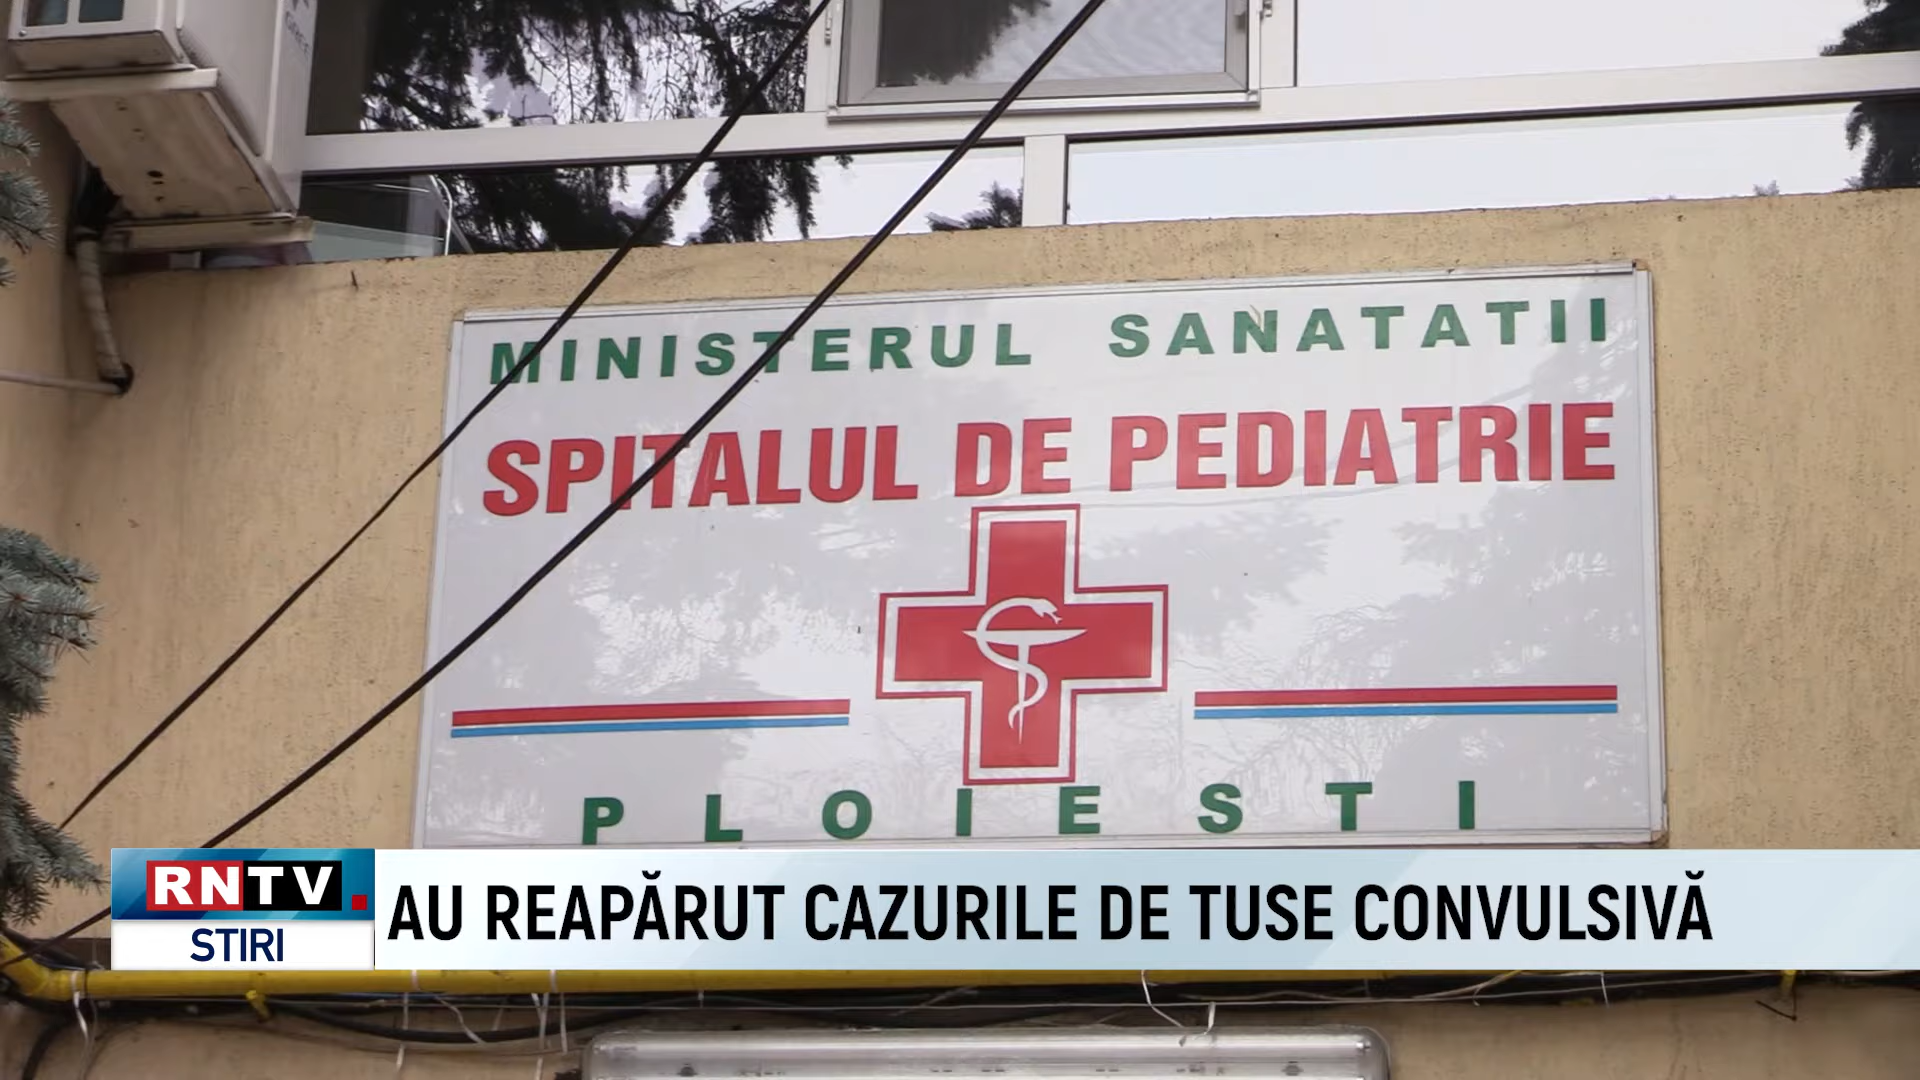 MINISTERUL SANATATII
SPITALUL DE PEDIATRIE
PLOIESTI
RNTV.
STIRI
AU REAPĂRUT CAZURILE DE TUSE CONVULSIVĂ